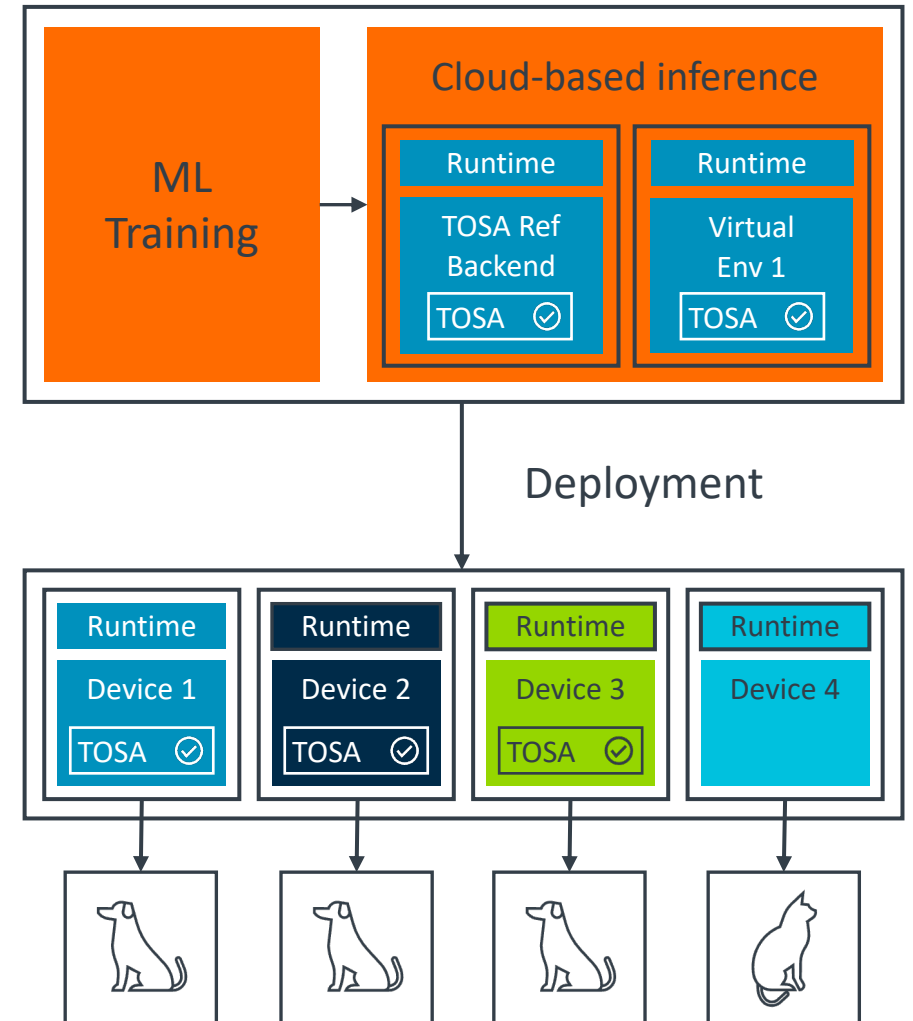 ML
Training
Cloud-based inference
Runtime
TOSA Ref
Backend
TOSA
Runtime
Virtual
Env 1
TOSA
Deployment
Runtime
Device 1
TOSA
Runtime
Device 2
TOSA
Runtime
Device 3
TOSA
Runtime
Device 4